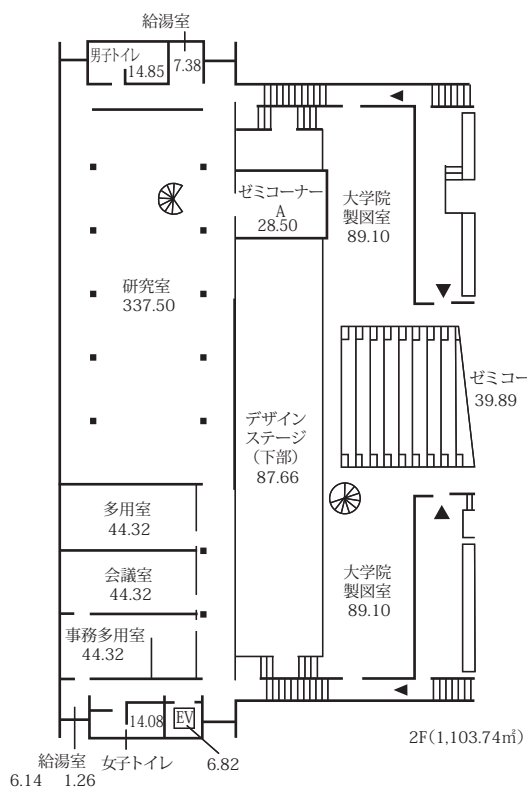 給湯室
男子トイレ
14.85
7.38
ゼミコーナー
A
28.50
大学院
製図室
89.10
研究室
337.50
ゼミコー
39.89
デザイン
ステージ
(下部)
87.66
多用室
44.32
会議室
44.32
大学院
製図室
89.10
事務多用室
44.32
14.08
EV
2F(1,103.74㎡)
給湯室
女子トイレ
6.82
6.14
1.26